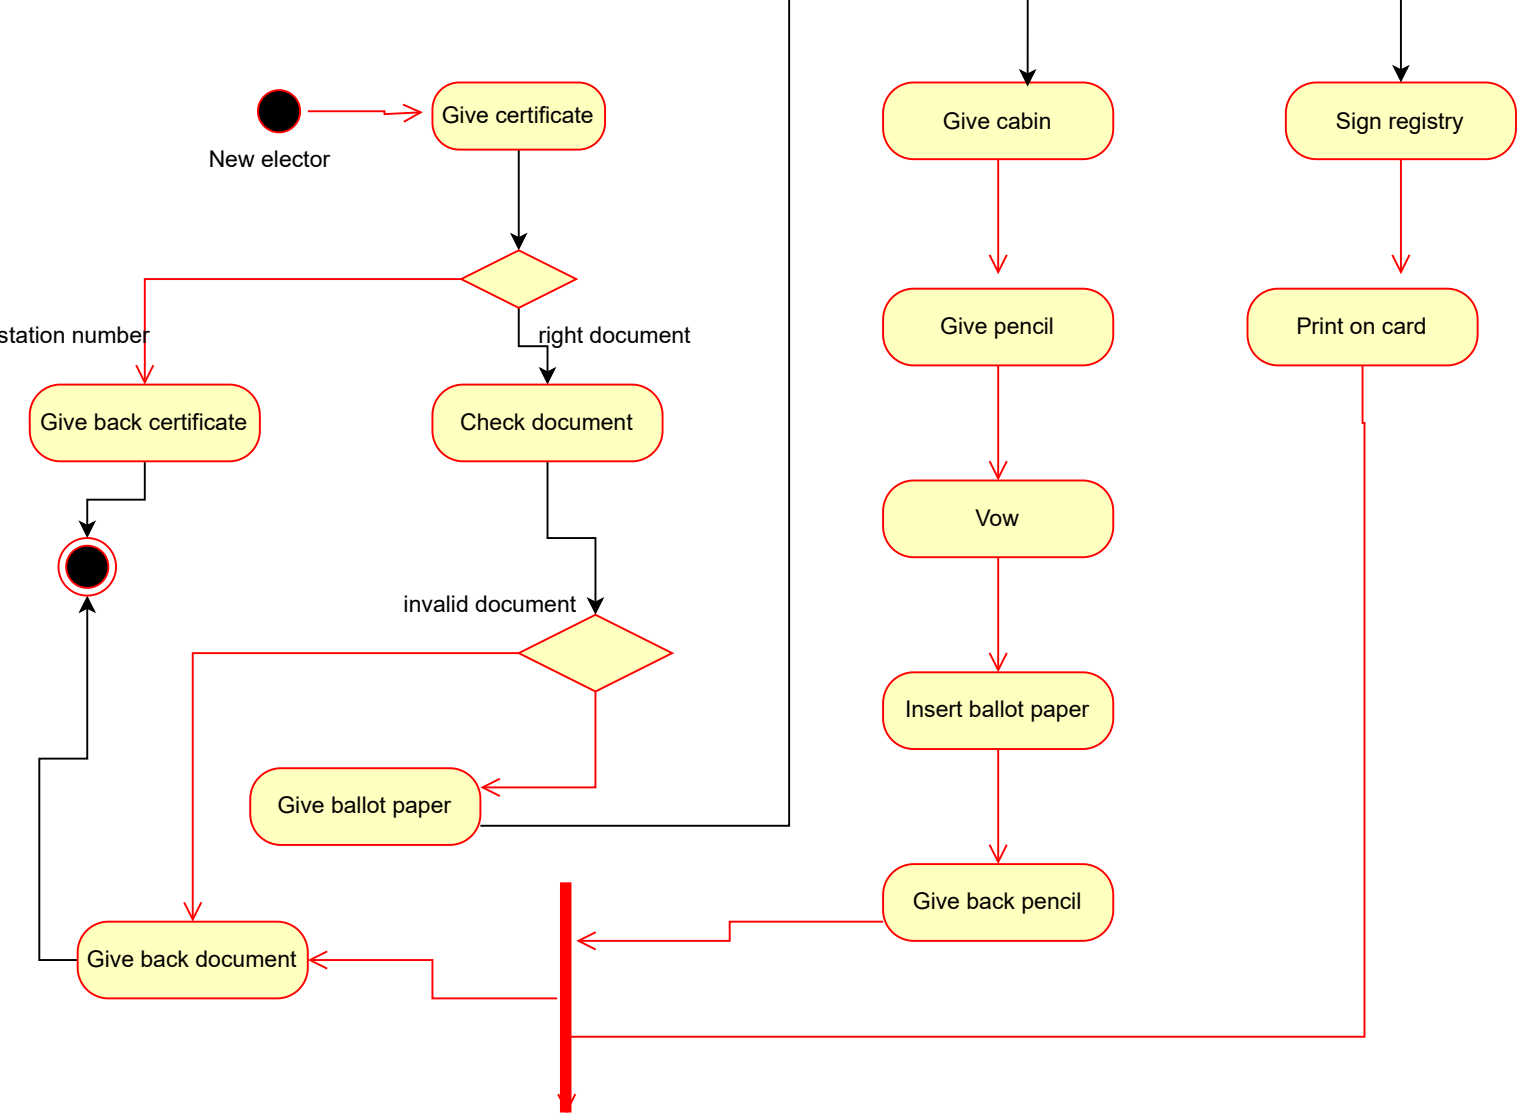 Give certificate
Give cabin
Sign registry
New elector
station number
right document
Give pencil
Print on card
Give back certificate
Check document
Vow
invalid document
Insert ballot paper
Give ballot paper
Give back pencil
Give back document